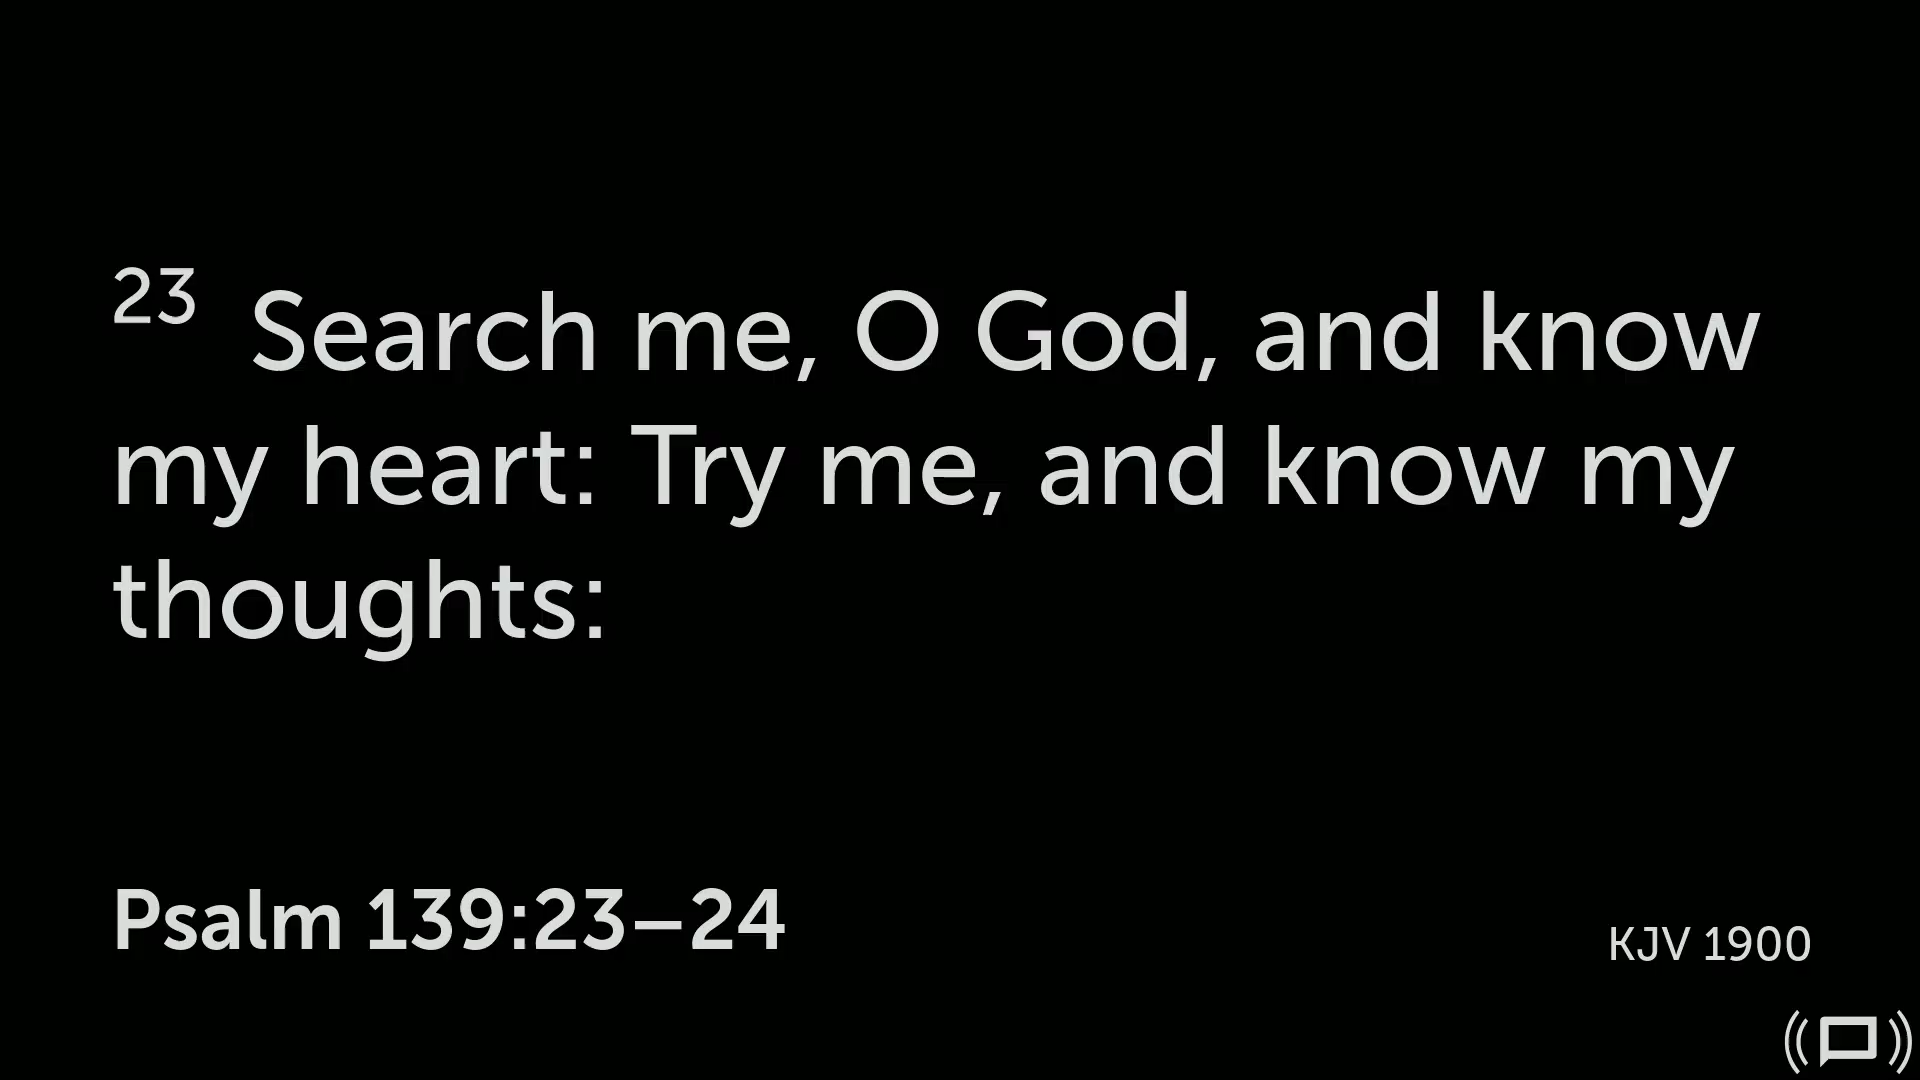 23 Search me, O God, and know
my heart: Try me, and know my
thoughts:
Psalm 139:23–24
KJV 1900